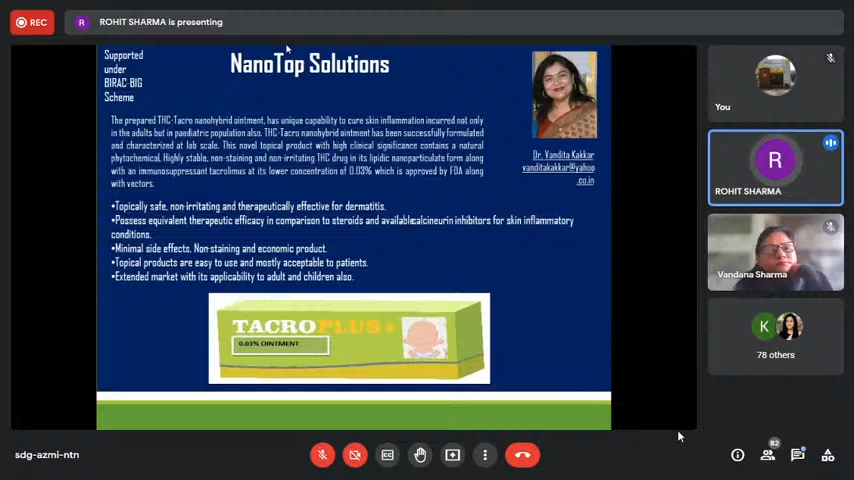 REC
R
ROHIT SHARMA is presenting
Supported
under
BIRAC-BIG
Scheme
NanoTop Solutions
The prepared THC-Tacro nanohybrid ointment, has unique capability to cure skin inflammation incurred not only
in the adults but in paediatric population also. THC-Tacro nanohybrid ointment has been successfully formulated
and characterized at lab scale. This novel topical product with high clinical significance contains a natural
phytochemical, Highly stable, non-staining and non-irritating THC drug in its lipidic nanoparticulate form along
with an immunosuppressant tacrolimus at its lower concentration of 0.03% which is approved by FDA along
with vectors.
Dr. Vandita Kakkar
vanditakakkar@yahoo
.co.in
•Topically safe, non-irritating and therapeutically effective for dermatitis.
•Possess equivalent therapeutic efficacy in comparison to steroids and availablecalcineurin inhibitors for skin inflammatory
conditions.
•Minimal side effects, Non-staining and economic product.
•Topical products are easy to use and mostly acceptable to patients.
•Extended market with its applicability to adult and children also.
TACROPLUS+
0.03% OINTMENT
You
R
ROHIT SHARMA
Vandana Sharma
K
78 others
sdg-azmi-ntn
CC
82